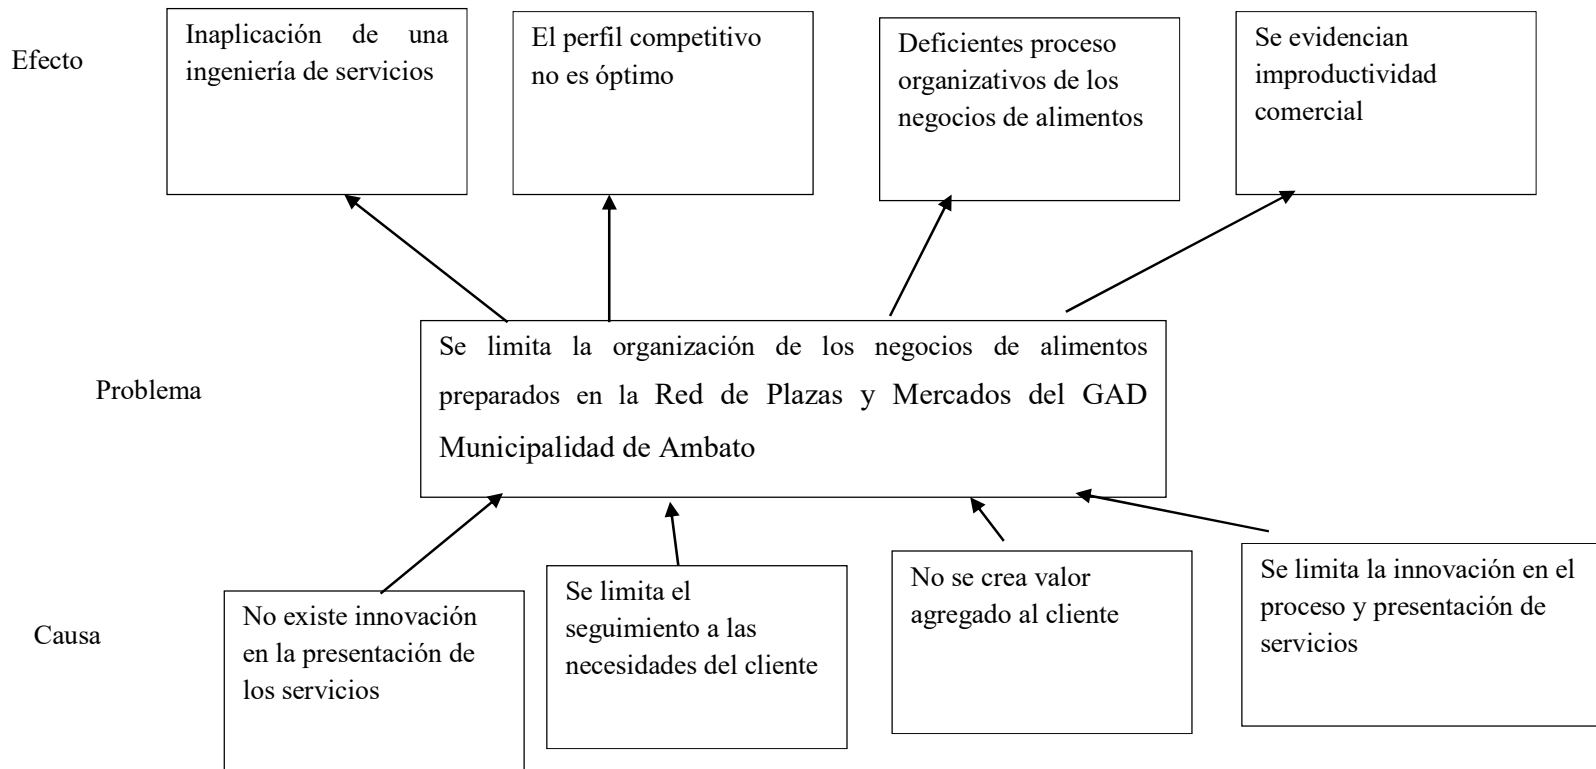 Efecto
Inaplicación de una
ingeniería de servicios
El perfil competitivo
no es óptimo
Deficientes proceso
organizativos de los
negocios de alimentos
Se evidencian
improductividad
comercial
Problema
Se limita la organización de los negocios de alimentos
preparados en la Red de Plazas y Mercados del GAD
Municipalidad de Ambato
Causa
No existe innovación
en la presentación de
los servicios
Se limita el
seguimiento a las
necesidades del cliente
No se crea valor
agregado al cliente
Se limita la innovación en el
proceso y presentación de
servicios